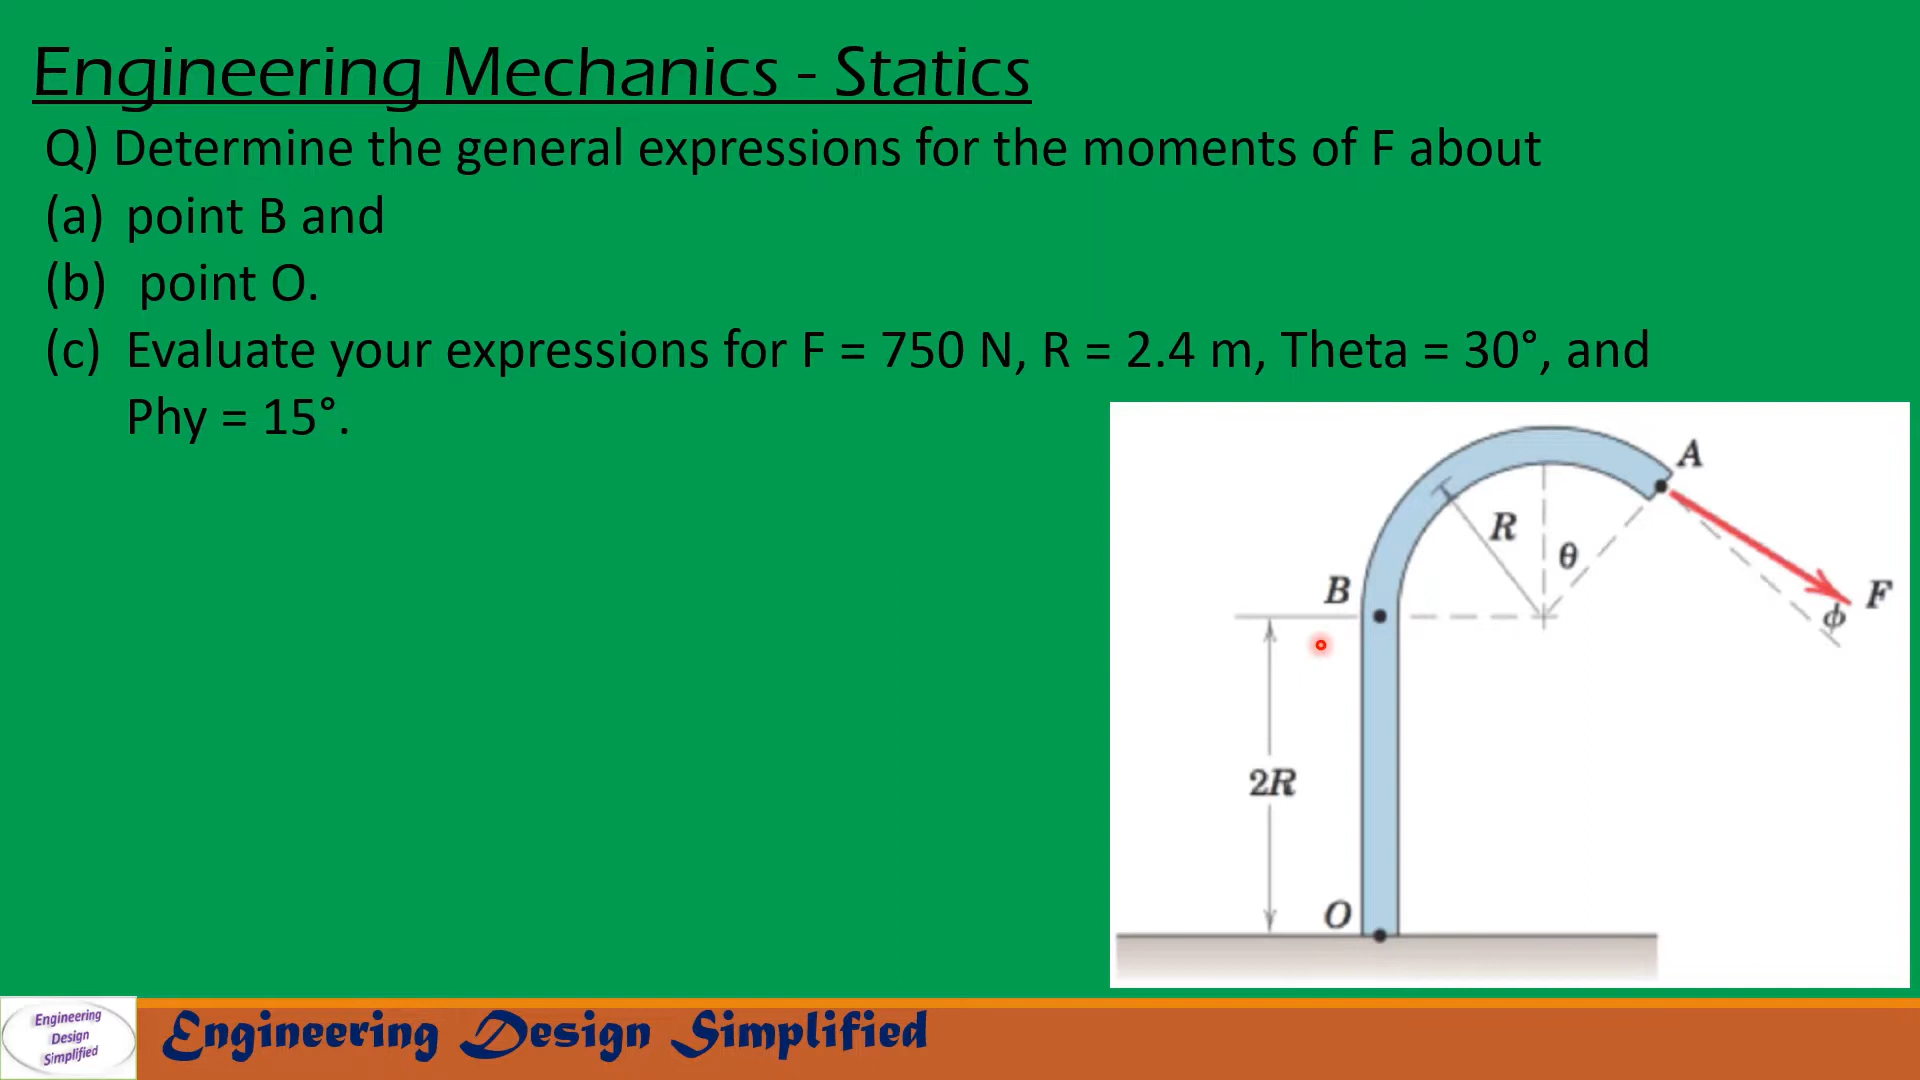 Engineering Mechanics - Statics
Q) Determine the general expressions for the moments of F about
(a) point B and
(b) point O.
(c) Evaluate your expressions for F = 750 N, R = 2.4 m, Theta = 30°, and
Phy = 15°.
A
R
θ
B
F
ϕ
2R
O
Engineering
Design
Simplified
Engineering Design Simplified